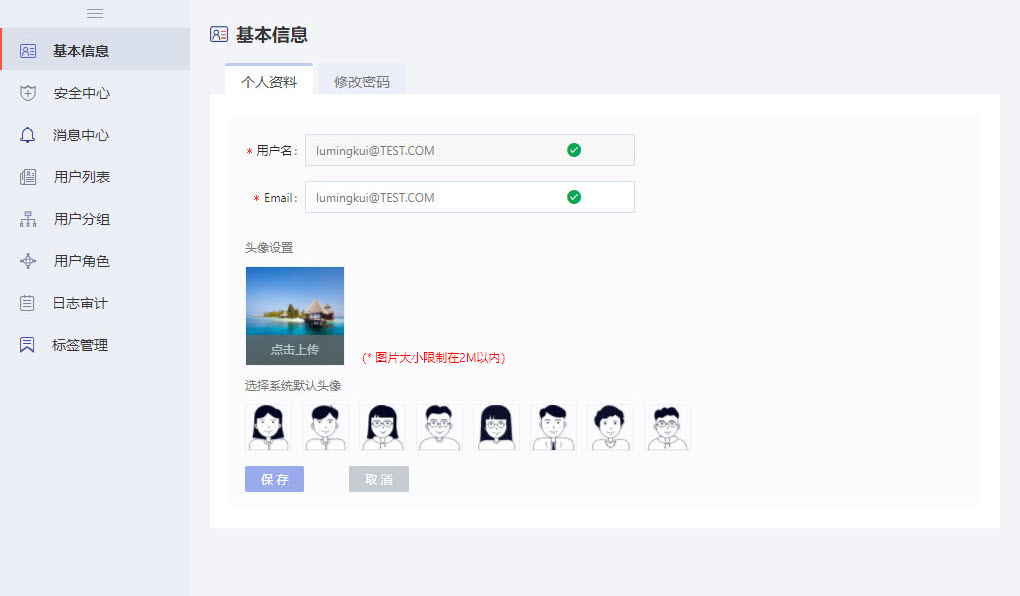 基本信息
安全中心
消息中心
用户列表
用户分组
用户角色
日志审计
标签管理
基本信息
个人资料 修改密码
* 用户名: lumingkui@TEST.COM
* Email: lumingkui@TEST.COM
头像设置
点击上传
(* 图片大小限制在2M以内)
选择系统默认头像
保存 取消